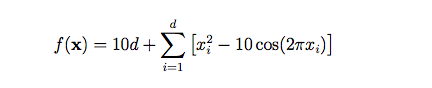 f(𝐱) = 10d + ∑_{i=1}^{d} [x_i^2 − 10 cos(2πx_i)]